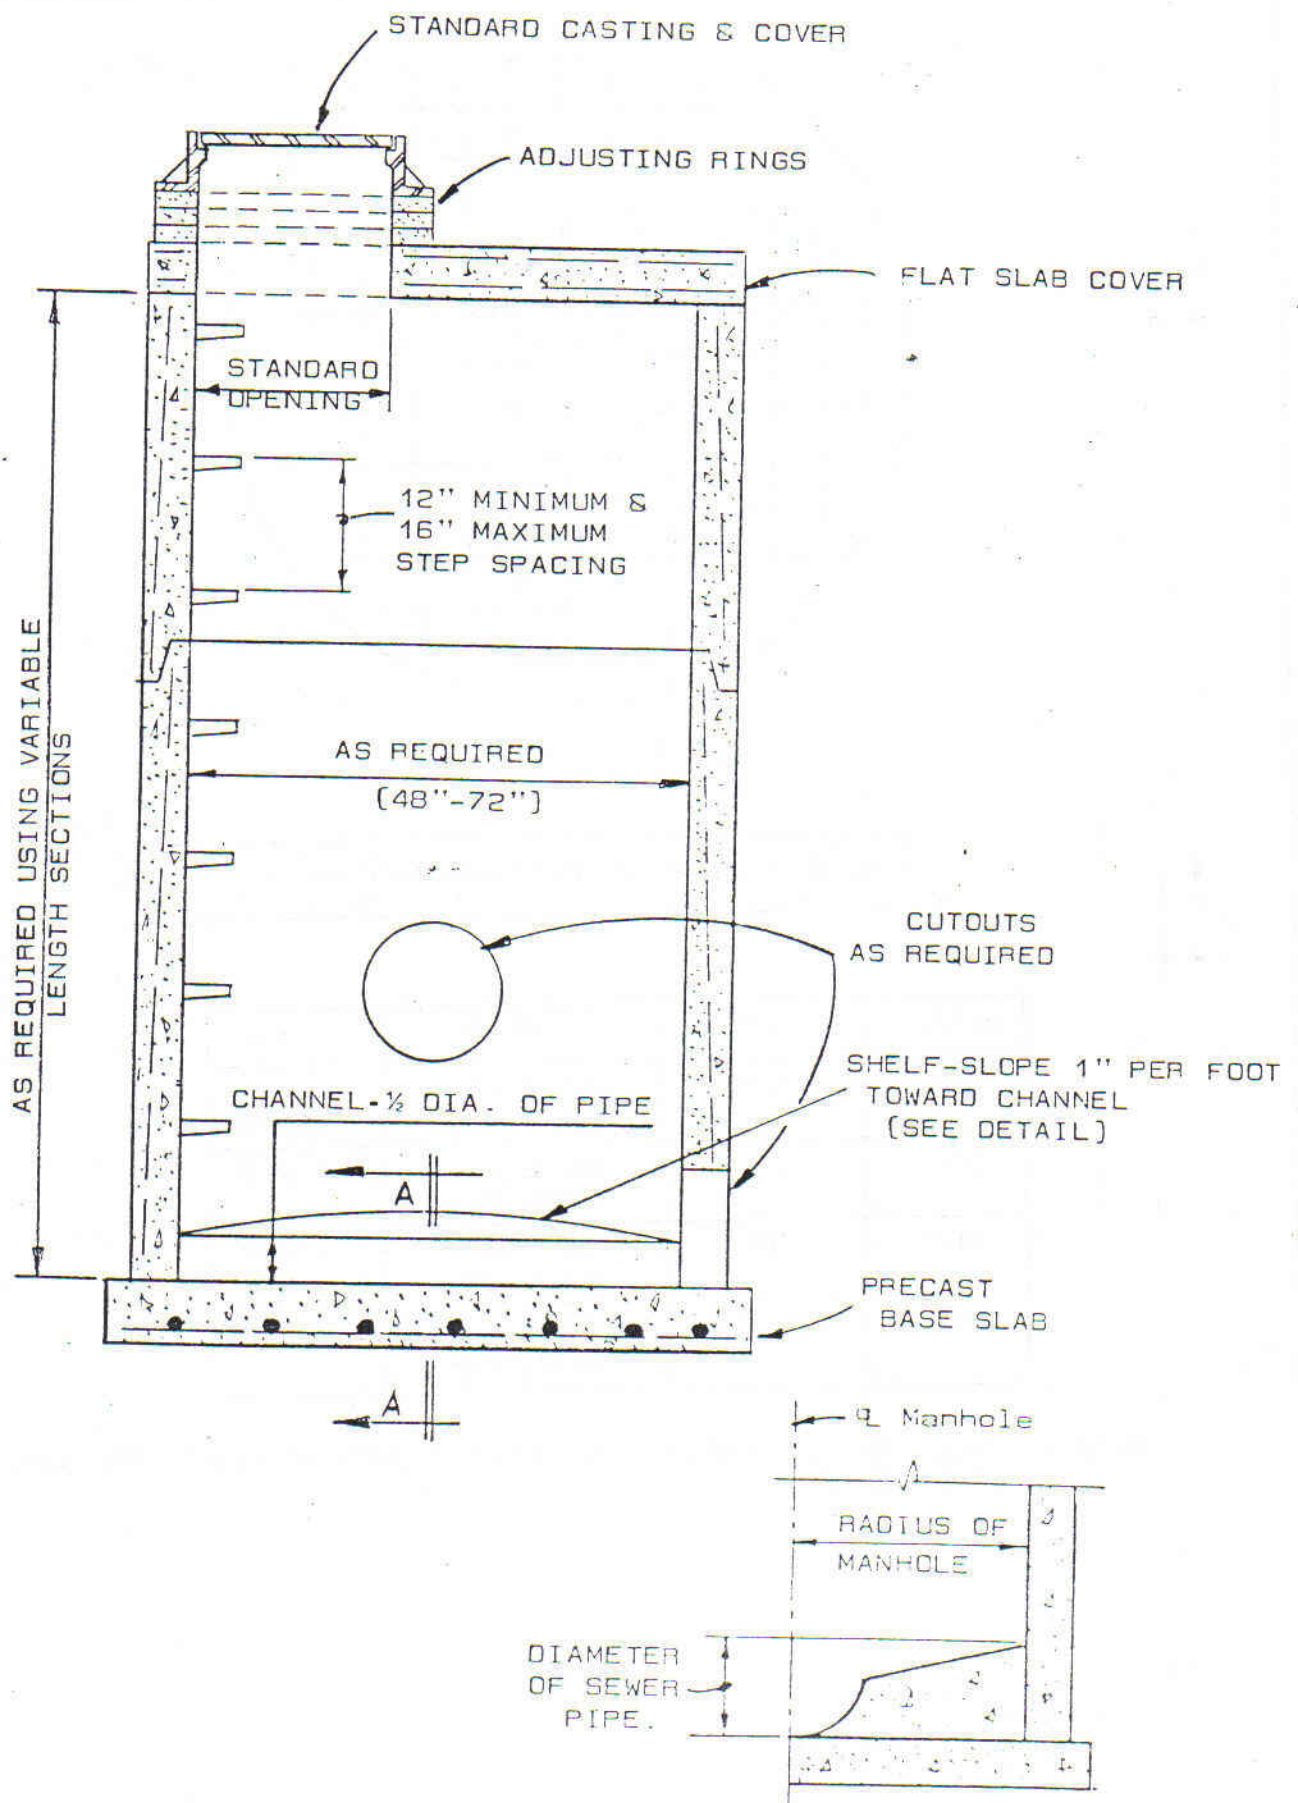 STANDARD CASTING & COVER
ADJUSTING RINGS
FLAT SLAB COVER
STANDARD
OPENING
12" MINIMUM &
16" MAXIMUM
STEP SPACING
AS REQUIRED USING VARIABLE
LENGTH SECTIONS
AS REQUIRED
(48"-72")
CUTOUTS
AS REQUIRED
SHELF-SLOPE 1" PER FOOT
TOWARD CHANNEL
(SEE DETAIL)
CHANNEL-½ DIA. OF PIPE
A
PRECAST
BASE SLAB
A
℄ Manhole
RADIUS OF
MANHOLE
DIAMETER
OF SEWER
PIPE.